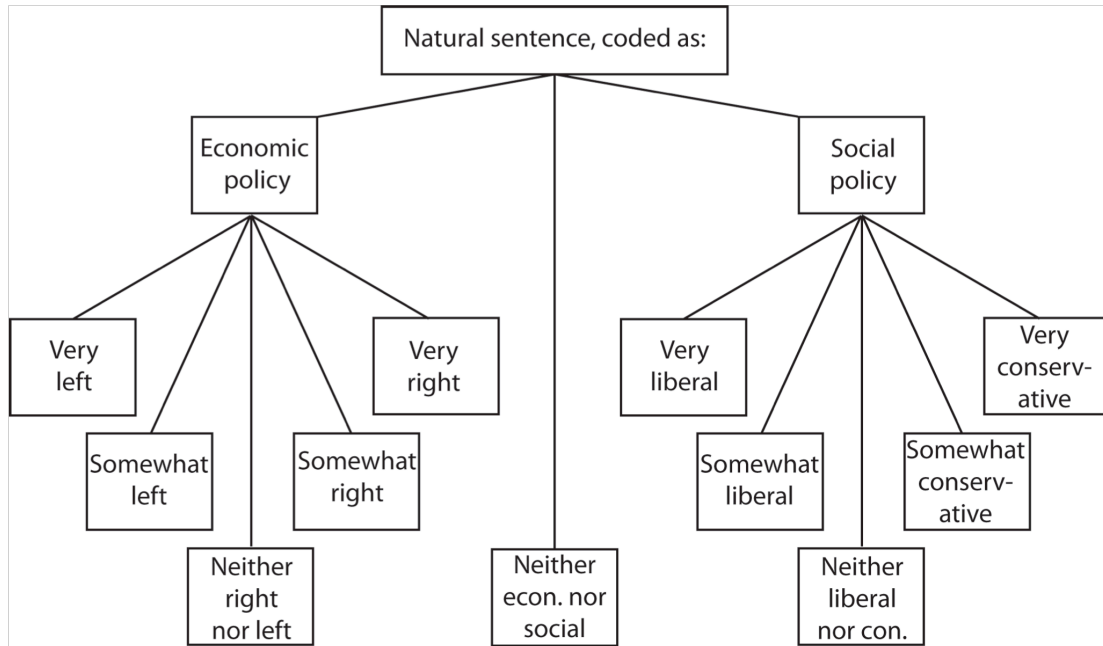 Natural sentence, coded as:
Economic
policy
Social
policy
Very
left
Somewhat
left
Neither
right
nor left
Somewhat
right
Very
right
Neither
econ. nor
social
Very
liberal
Somewhat
liberal
Neither
liberal
nor con.
Somewhat
conserv-
ative
Very
conserv-
ative